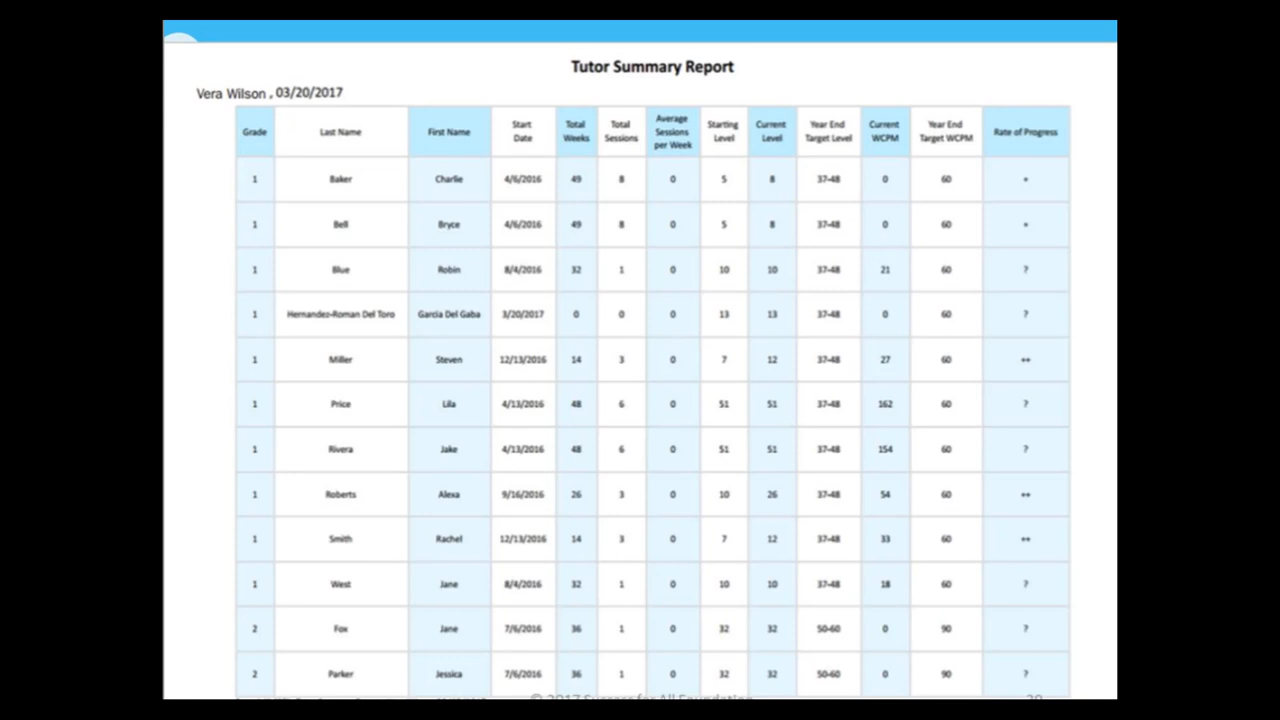 Tutor Summary Report
Vera Wilson , 03/20/2017
Grade Last Name First Name Start Date Total Weeks Total Sessions Average Sessions per Week Starting Level Current Level Year End Target Level Current WCPM Year End Target WCPM Rate of Progress
1 Baker Charlie 4/6/2016 49 8 0 5 8 37-48 0 60 +
1 Bell Bryce 4/6/2016 49 8 0 5 8 37-48 0 60 +
1 Blue Robin 8/4/2016 32 1 0 10 10 37-48 21 60 ?
1 Hernandez-Roman Del Toro Garcia Del Gaba 3/20/2017 0 0 0 13 13 37-48 0 60 ?
1 Miller Steven 12/13/2016 14 3 0 7 12 37-48 27 60 ++
1 Price Lila 4/13/2016 48 6 0 51 51 37-48 162 60 ?
1 Rivera Jake 4/13/2016 48 6 0 51 51 37-48 154 60 ?
1 Roberts Alexa 9/16/2016 26 3 0 10 26 37-48 54 60 ++
1 Smith Rachel 12/13/2016 14 3 0 7 12 37-48 33 60 ++
1 West Jane 8/4/2016 32 1 0 10 10 37-48 18 60 ?
2 Fox Jane 7/6/2016 36 1 0 32 32 50-60 0 90 ?
2 Parker Jessica 7/6/2016 36 1 0 32 32 50-60 0 90 ?
© 2017 Success for All Foundation